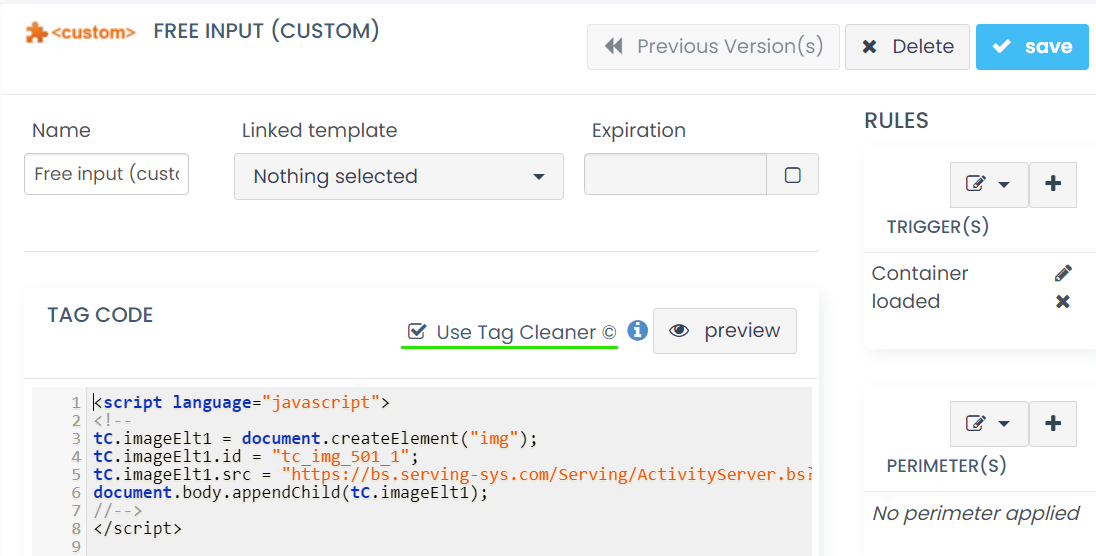 <custom> FREE INPUT (CUSTOM)
Previous Version(s)
Delete
save
Name
Linked template
Expiration
Free input (custo
Nothing selected
RULES
TRIGGER(S)
Container
loaded
TAG CODE
Use Tag Cleaner ©
preview
1 <script language="javascript">
2 <!--
3 tC.imageElt1 = document.createElement("img");
4 tC.imageElt1.id = "tc_img_501_1";
5 tC.imageElt1.src = "https://bs.serving-sys.com/Serving/ActivityServer.bs?
6 document.body.appendChild(tC.imageElt1);
7 //-->
8 </script>
9
PERIMETER(S)
No perimeter applied